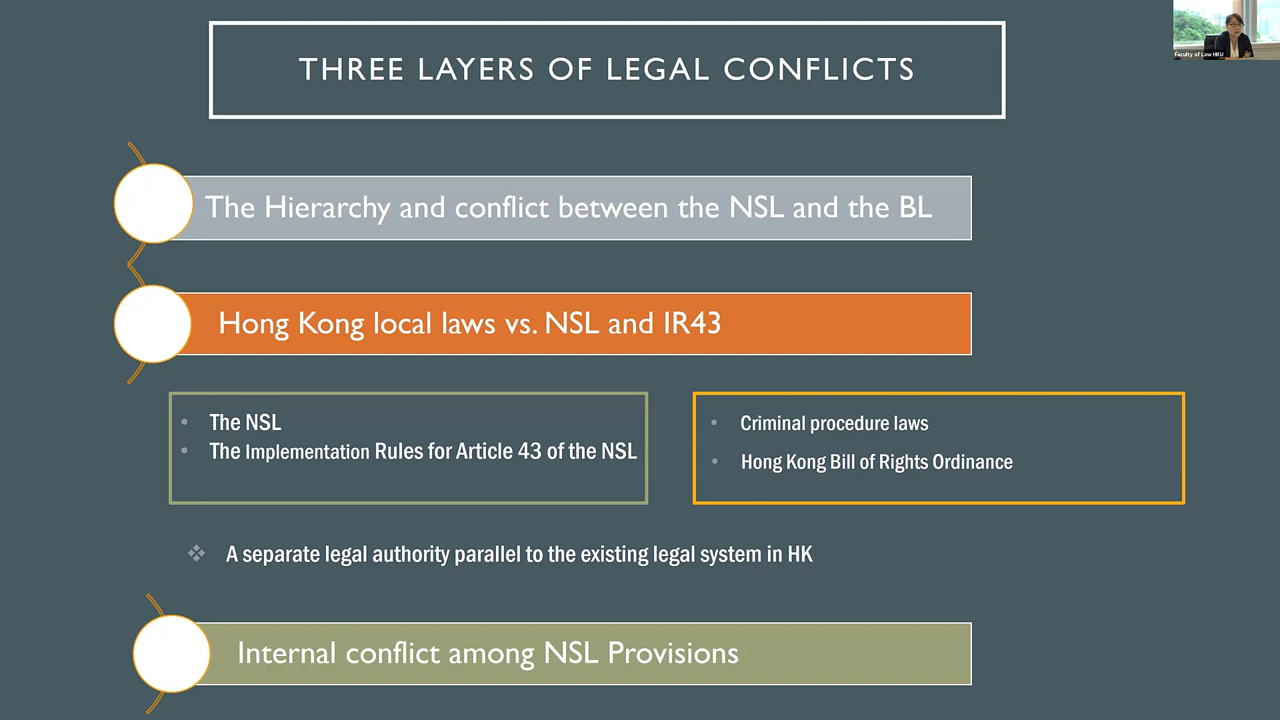 THREE LAYERS OF LEGAL CONFLICTS
Faculty of Law HKU
The Hierarchy and conflict between the NSL and the BL
Hong Kong local laws vs. NSL and IR43
• The NSL
• The Implementation Rules for Article 43 of the NSL
• Criminal procedure laws
• Hong Kong Bill of Rights Ordinance
❖ A separate legal authority parallel to the existing legal system in HK
Internal conflict among NSL Provisions